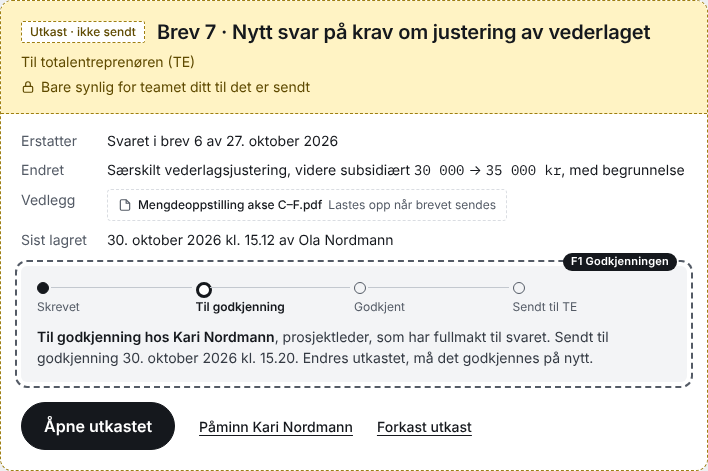 Utkast · ikke sendt
Brev 7 · Nytt svar på krav om justering av vederlaget
Til totalentreprenøren (TE)
Bare synlig for teamet ditt til det er sendt
Erstatter Svaret i brev 6 av 27. oktober 2026
Endret Særskilt vederlagsjustering, videre subsidiært 30 000 → 35 000 kr, med begrunnelse
Vedlegg Mengdeoppstilling akse C–F.pdf Lastes opp når brevet sendes
Sist lagret 30. oktober 2026 kl. 15.12 av Ola Nordmann
F1 Godkjenningen
Skrevet Til godkjenning Godkjent Sendt til TE
Til godkjenning hos Kari Nordmann, prosjektleder, som har fullmakt til svaret. Sendt til
godkjenning 30. oktober 2026 kl. 15.20. Endres utkastet, må det godkjennes på nytt.
Åpne utkastet Påminn Kari Nordmann Forkast utkast